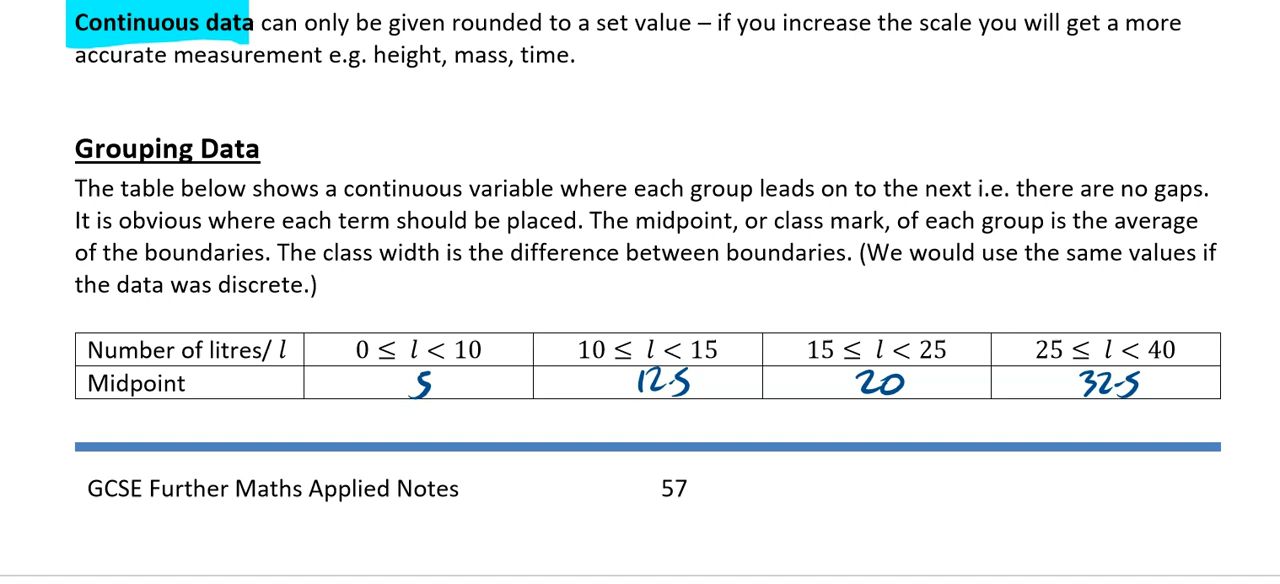 Continuous data can only be given rounded to a set value – if you increase the scale you will get a more
accurate measurement e.g. height, mass, time.
Grouping Data
The table below shows a continuous variable where each group leads on to the next i.e. there are no gaps.
It is obvious where each term should be placed. The midpoint, or class mark, of each group is the average
of the boundaries. The class width is the difference between boundaries. (We would use the same values if
the data was discrete.)
Number of litres/ l 0 ≤ l < 10 10 ≤ l < 15 15 ≤ l < 25 25 ≤ l < 40
Midpoint 5 12.5 20 32.5
GCSE Further Maths Applied Notes 57